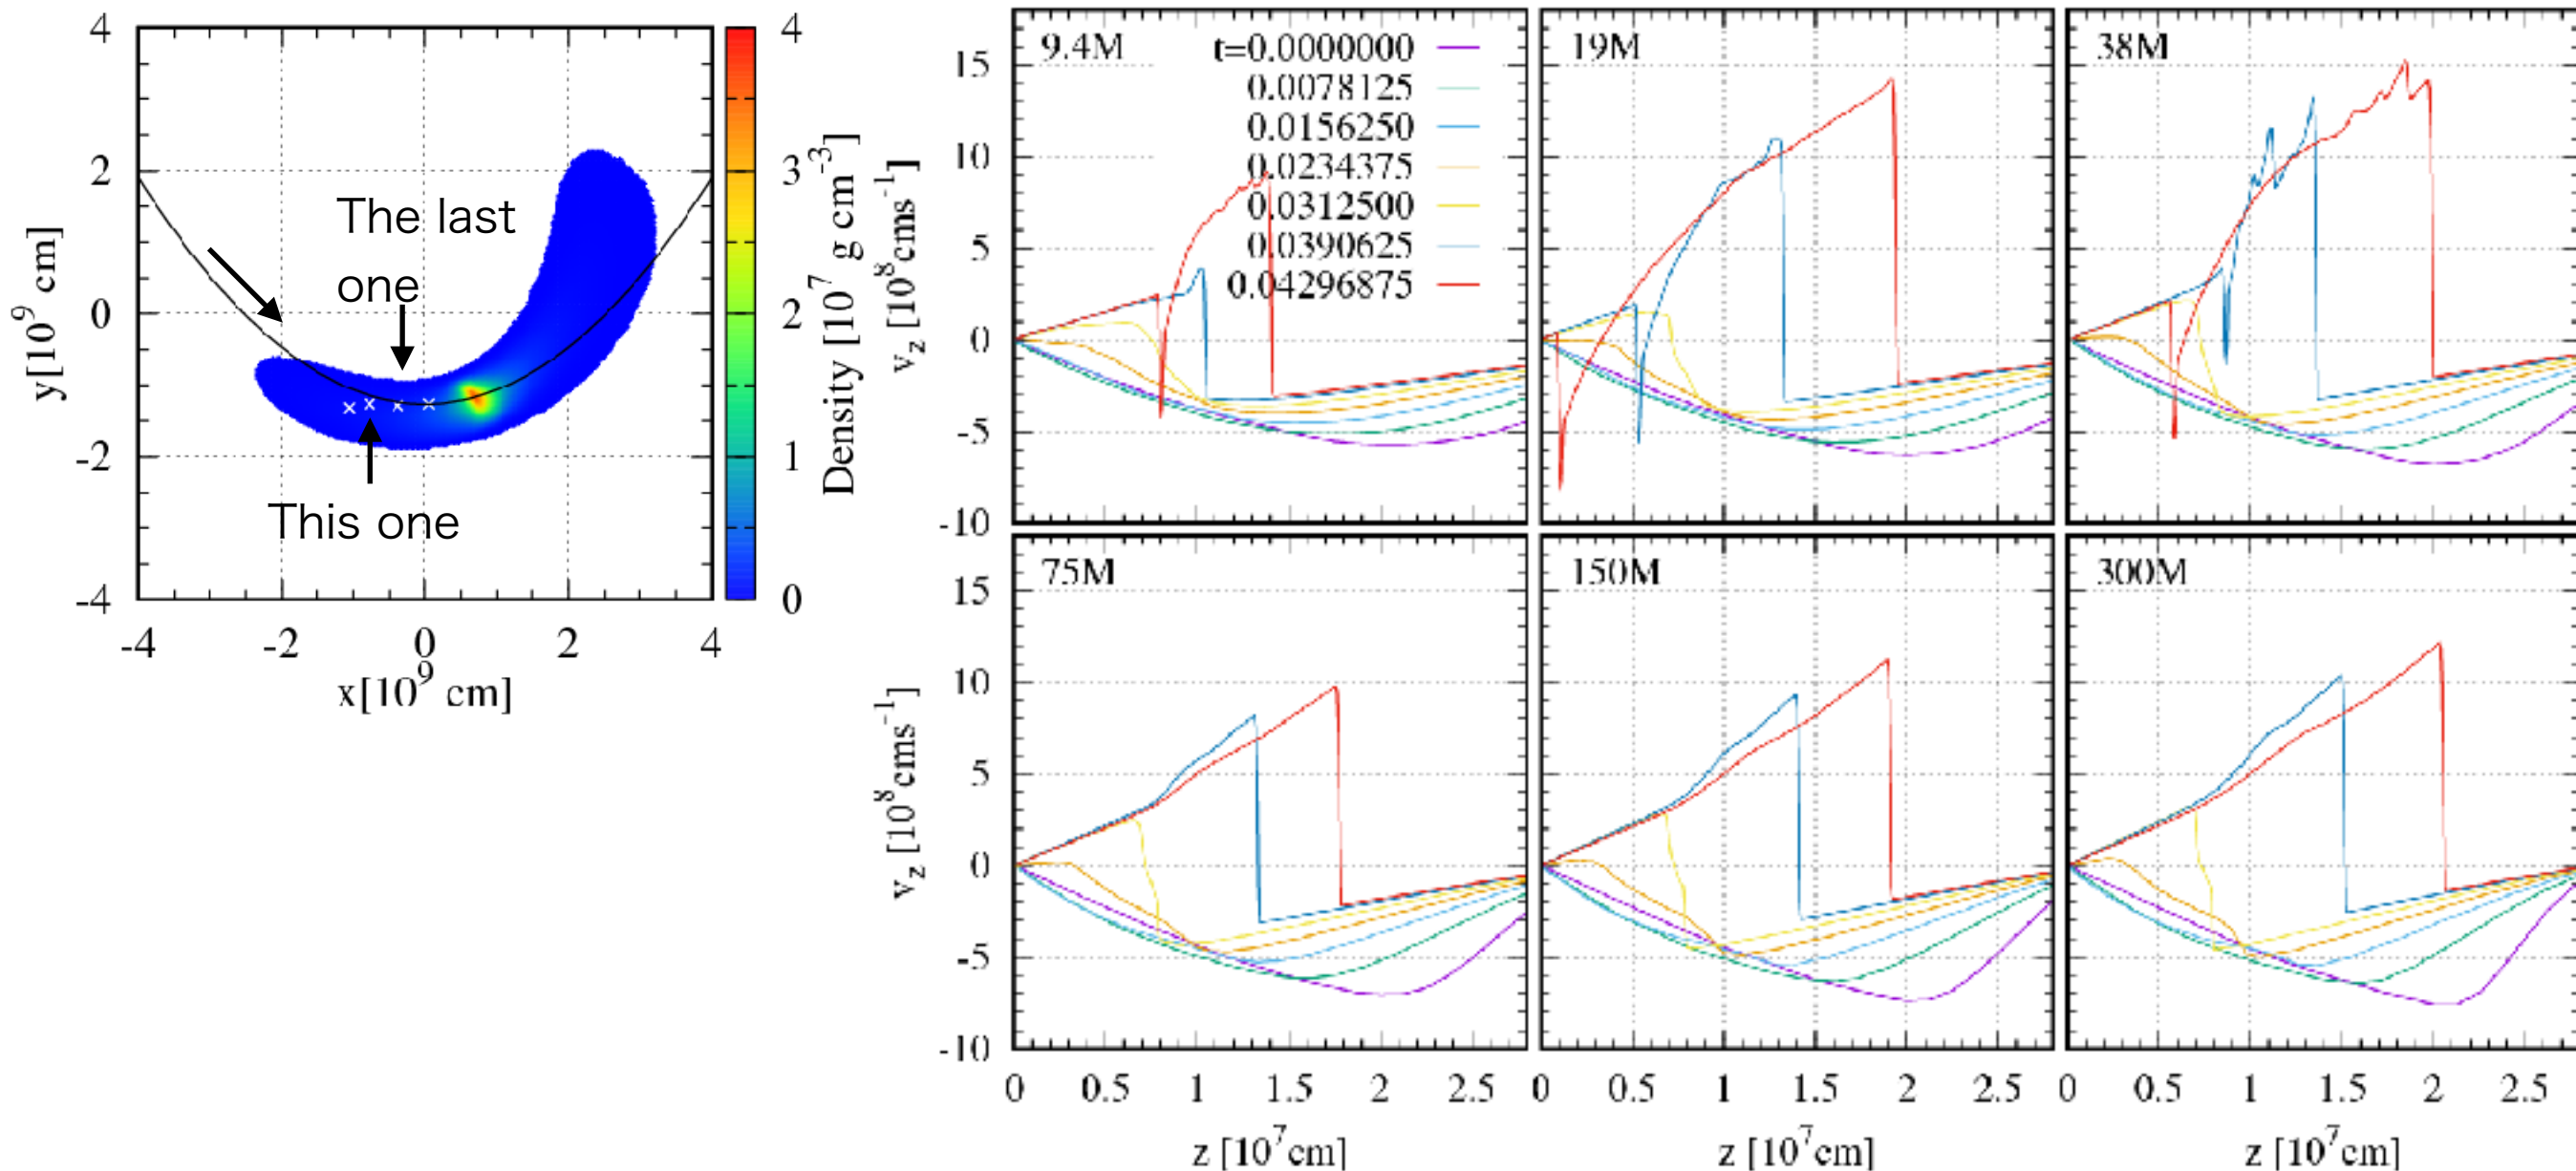 4
2
0
-2
-4
y[10^9 cm]
-4 -2 0 2 4
x[10^9 cm]
The last
one
This one
4
3
2
1
0
Density [10^7 g cm^-3]
9.4M
t=0.0000000
0.0078125
0.0156250
0.0234375
0.0312500
0.0390625
0.04296875
19M
38M
15
10
5
0
-5
-10
v_z [10^8 cms^-1]
75M
150M
300M
15
10
5
0
-5
-10
v_z [10^8 cms^-1]
0 0.5 1 1.5 2 2.5
0 0.5 1 1.5 2 2.5
0 0.5 1 1.5 2 2.5
z [10^7 cm]
z [10^7 cm]
z [10^7 cm]